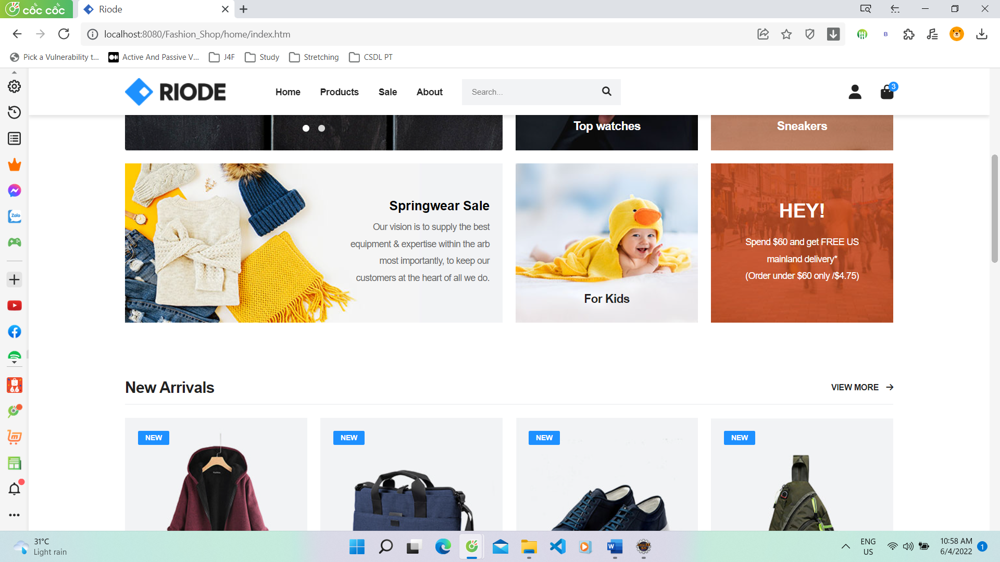 cốc cốc
Riode
localhost:8080/Fashion_Shop/home/index.htm
B
Pick a Vulnerability t...
Active And Passive V...
J4F
Study
Stretching
CSDL PT
RIODE
Home
Products
Sale
About
Search...
3
Top watches
Sneakers
Springwear Sale
Our vision is to supply the best
equipment & expertise within the arb
most importantly, to keep our
customers at the heart of all we do.
For Kids
HEY!
Spend $60 and get FREE US
mainland delivery*
(Order under $60 only /$4.75)
Zalo
6.6
New Arrivals
VIEW MORE
NEW
NEW
NEW
NEW
31°C
Light rain
ENG
US
10:58 AM
6/4/2022
1